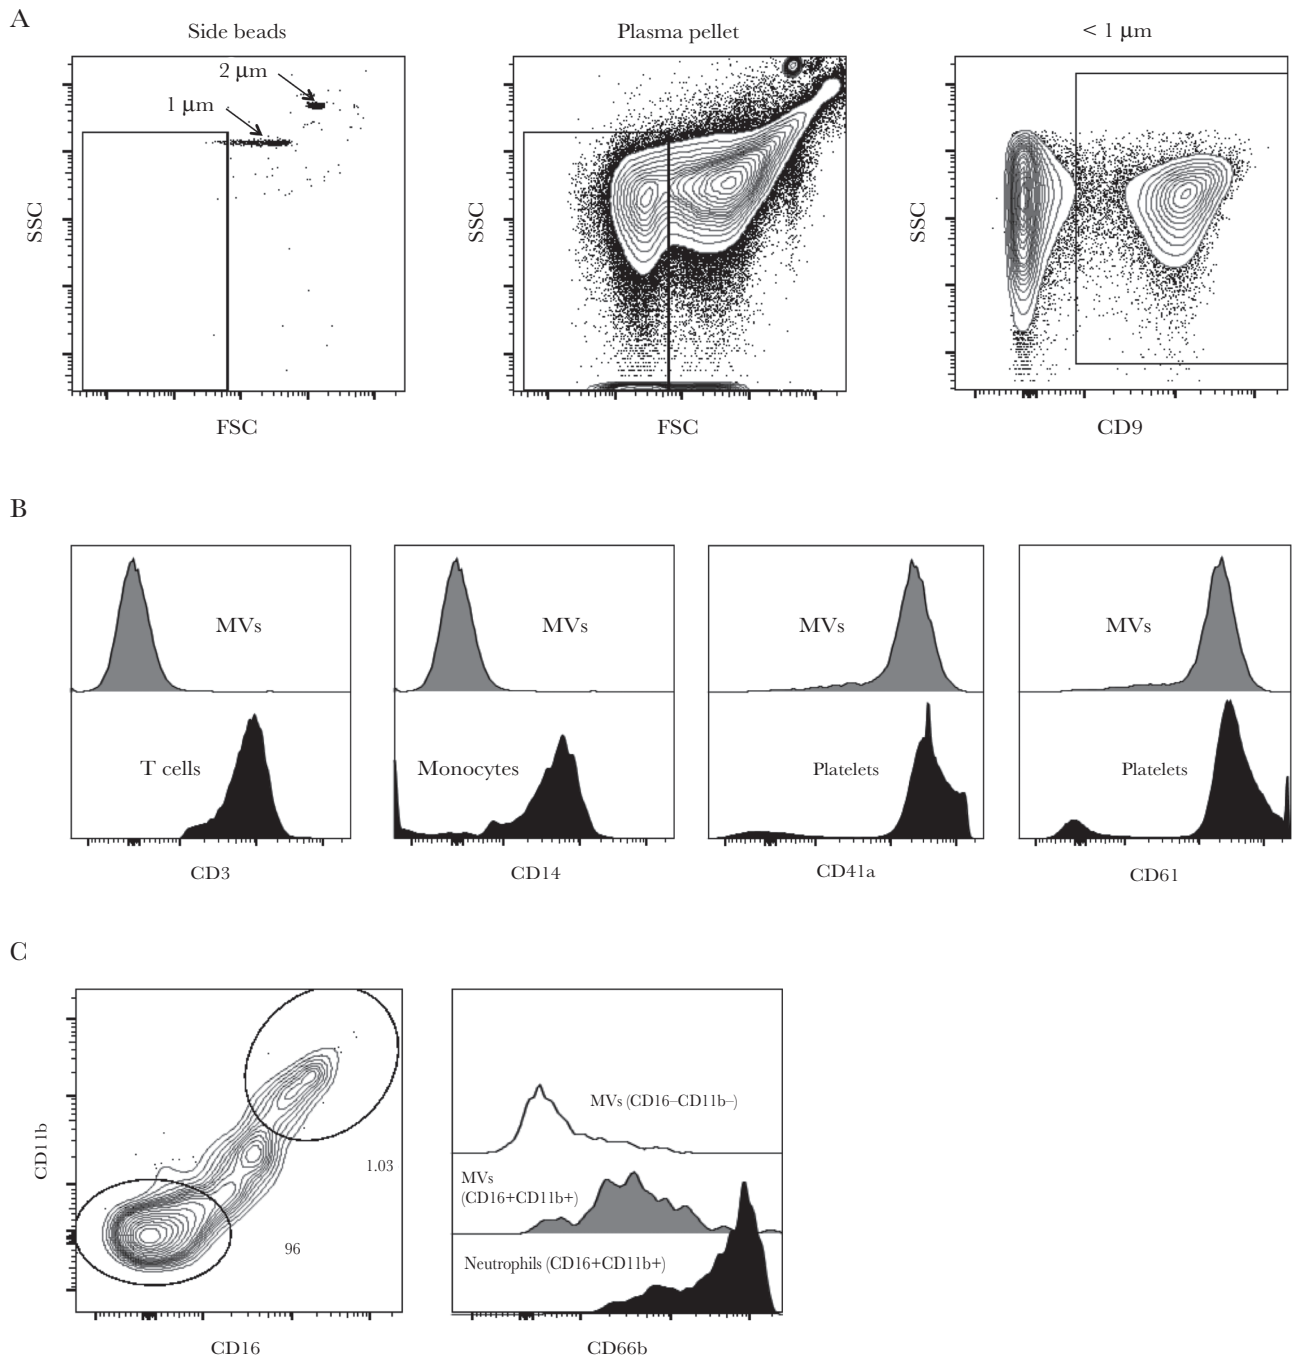 A
Side beads
Plasma pellet
< 1 μm
2 μm
1 μm
SSC
SSC
SSC
FSC
FSC
CD9
B
MVs
MVs
MVs
MVs
T cells
Monocytes
Platelets
Platelets
CD3
CD14
CD41a
CD61
C
CD11b
1.03
96
CD16
MVs (CD16–CD11b–)
MVs
(CD16+CD11b+)
Neutrophils (CD16+CD11b+)
CD66b